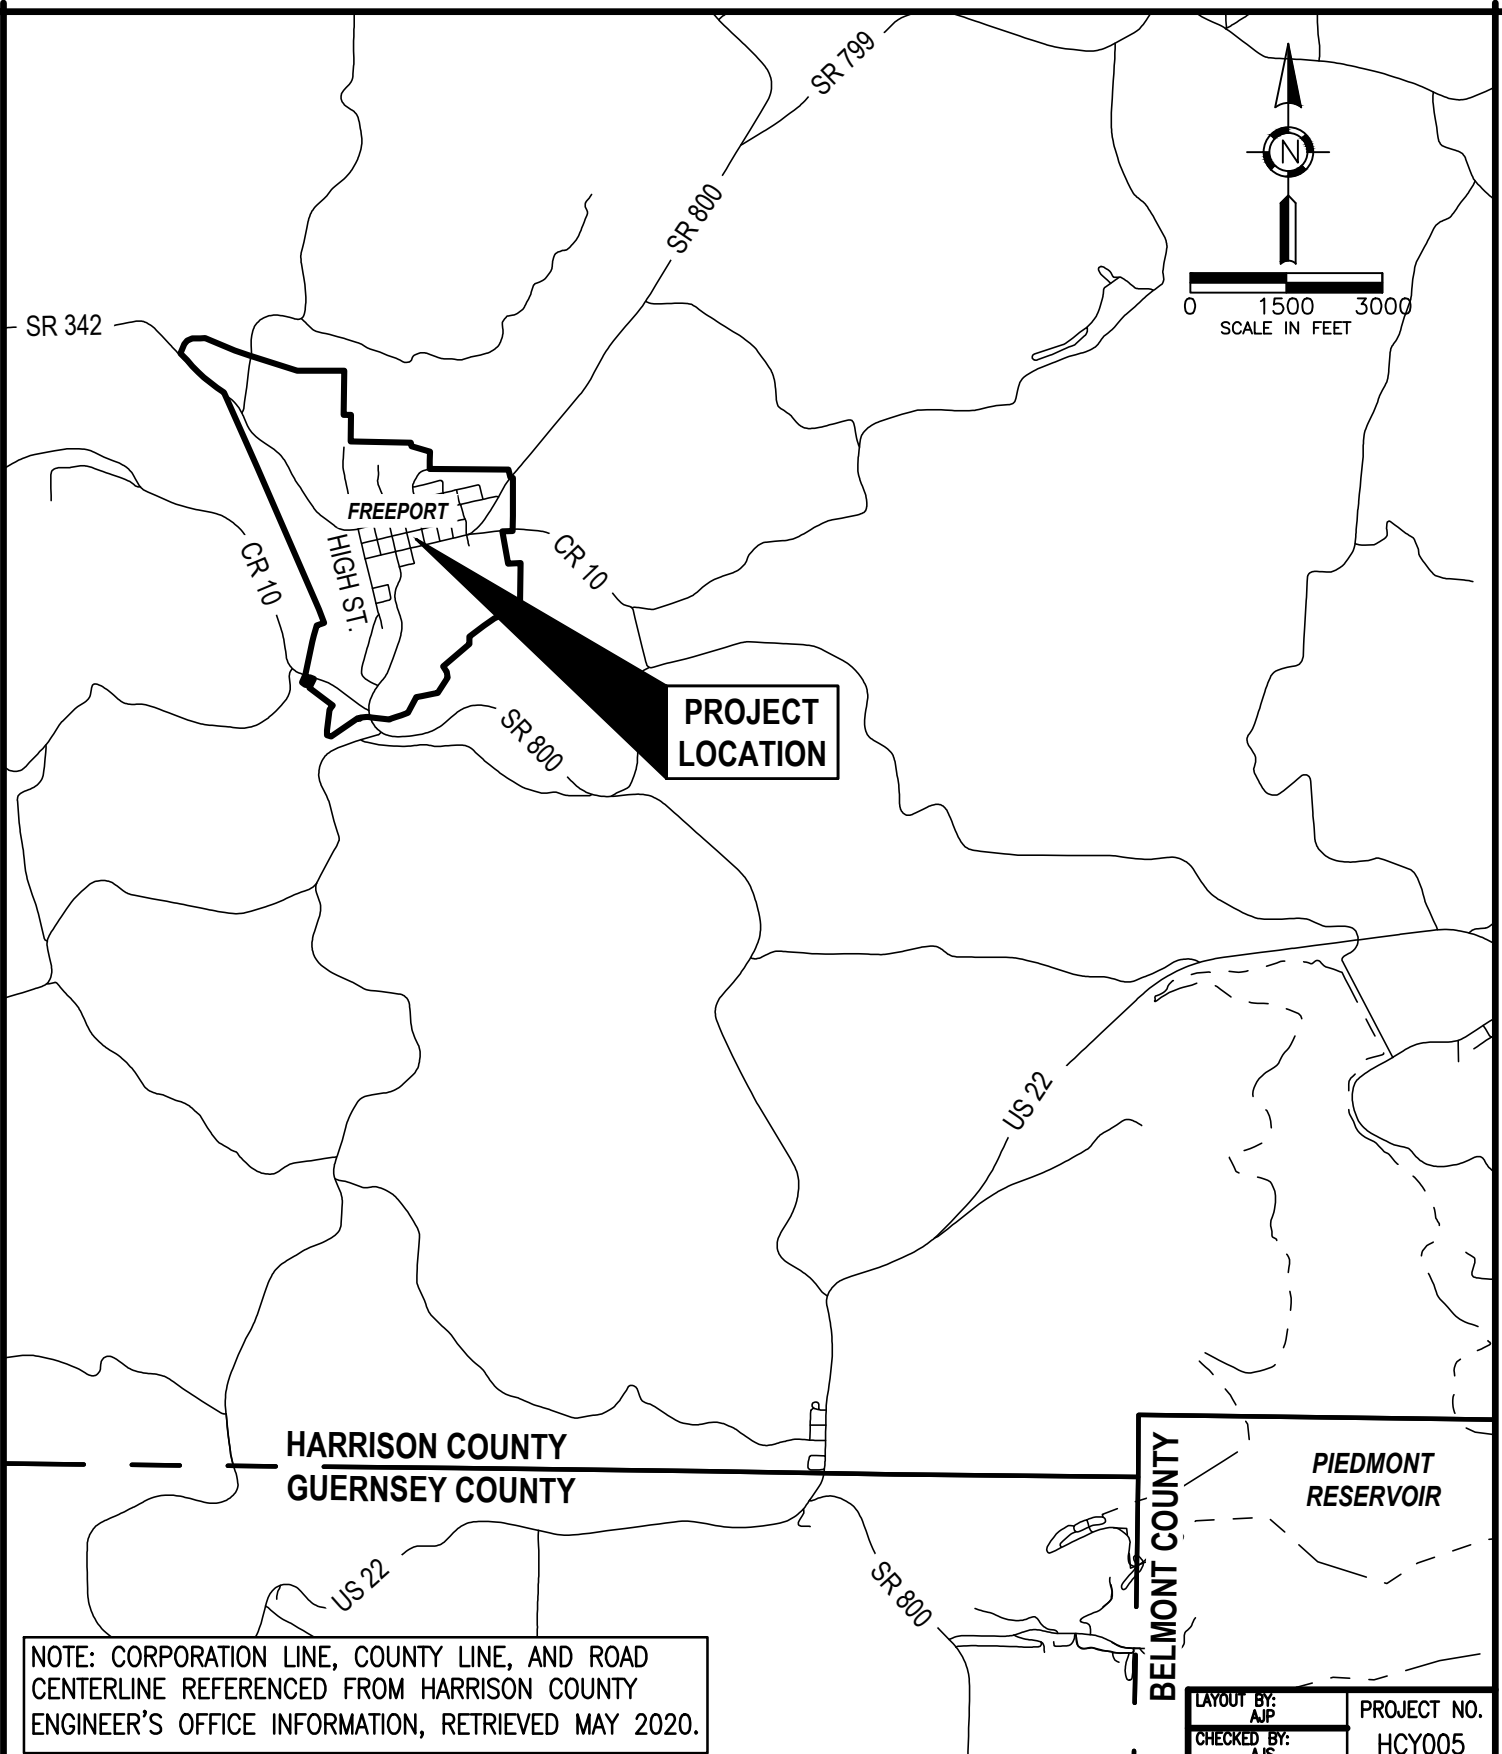 SR 799
SR 800
N
0 1500 3000
SCALE IN FEET
SR 342
FREEPORT
HIGH ST.
CR 10
CR 10
SR 800
PROJECT
LOCATION
US 22
HARRISON COUNTY
GUERNSEY COUNTY
BELMONT COUNTY
PIEDMONT
RESERVOIR
US 22
SR 800
NOTE: CORPORATION LINE, COUNTY LINE, AND ROAD
CENTERLINE REFERENCED FROM HARRISON COUNTY
ENGINEER'S OFFICE INFORMATION, RETRIEVED MAY 2020.
LAYOUT BY:
AJP
CHECKED BY:
PROJECT NO.
HCY005